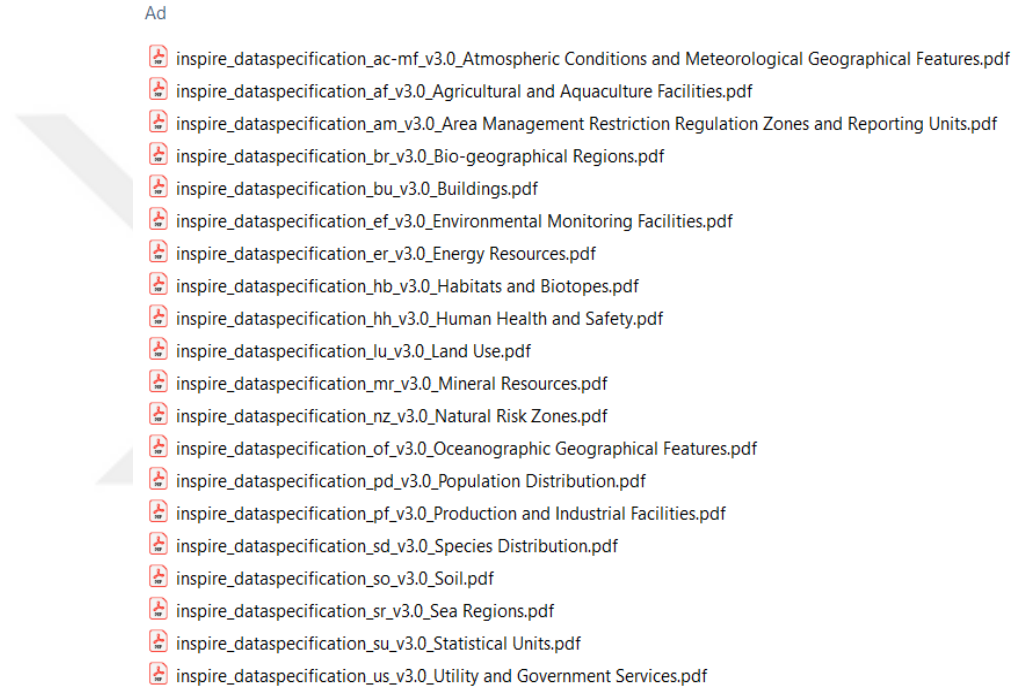 Ad
inspire_dataspecification_ac-mf_v3.0_Atmospheric Conditions and Meteorological Geographical Features.pdf
inspire_dataspecification_af_v3.0_Agricultural and Aquaculture Facilities.pdf
inspire_dataspecification_am_v3.0_Area Management Restriction Regulation Zones and Reporting Units.pdf
inspire_dataspecification_br_v3.0_Bio-geographical Regions.pdf
inspire_dataspecification_bu_v3.0_Buildings.pdf
inspire_dataspecification_ef_v3.0_Environmental Monitoring Facilities.pdf
inspire_dataspecification_er_v3.0_Energy Resources.pdf
inspire_dataspecification_hb_v3.0_Habitats and Biotopes.pdf
inspire_dataspecification_hh_v3.0_Human Health and Safety.pdf
inspire_dataspecification_lu_v3.0_Land Use.pdf
inspire_dataspecification_mr_v3.0_Mineral Resources.pdf
inspire_dataspecification_nz_v3.0_Natural Risk Zones.pdf
inspire_dataspecification_of_v3.0_Oceanographic Geographical Features.pdf
inspire_dataspecification_pd_v3.0_Population Distribution.pdf
inspire_dataspecification_pf_v3.0_Production and Industrial Facilities.pdf
inspire_dataspecification_sd_v3.0_Species Distribution.pdf
inspire_dataspecification_so_v3.0_Soil.pdf
inspire_dataspecification_sr_v3.0_Sea Regions.pdf
inspire_dataspecification_su_v3.0_Statistical Units.pdf
inspire_dataspecification_us_v3.0_Utility and Government Services.pdf